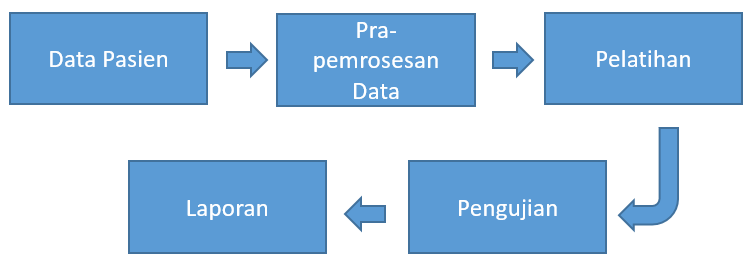 Data Pasien
Pra-
pemrosesan
Data
Pelatihan
Pengujian
Laporan